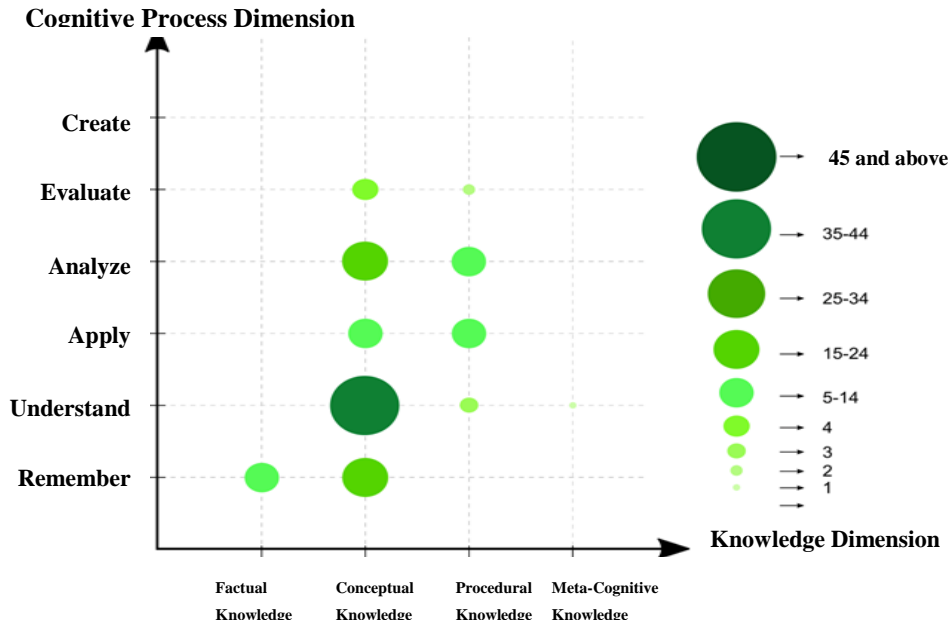 Cognitive Process Dimension
Create
Evaluate
Analyze
Apply
Understand
Remember
45 and above
35-44
25-34
15-24
5-14
4
3
2
1
Knowledge Dimension
Factual Knowledge
Conceptual Knowledge
Procedural Knowledge
Meta-Cognitive Knowledge